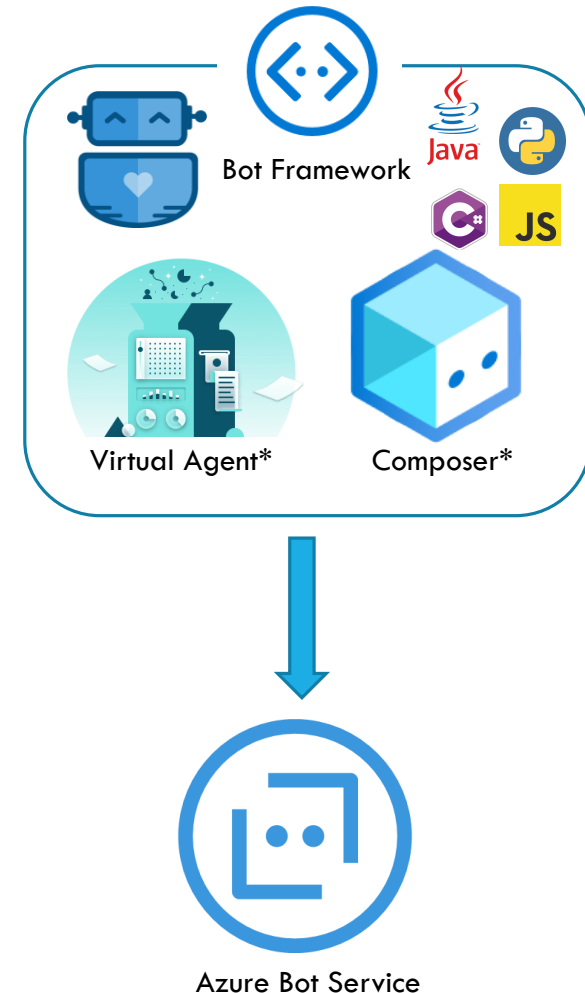 Bot Framework
Java
C#
JS
Virtual Agent*
Composer*
Azure Bot Service